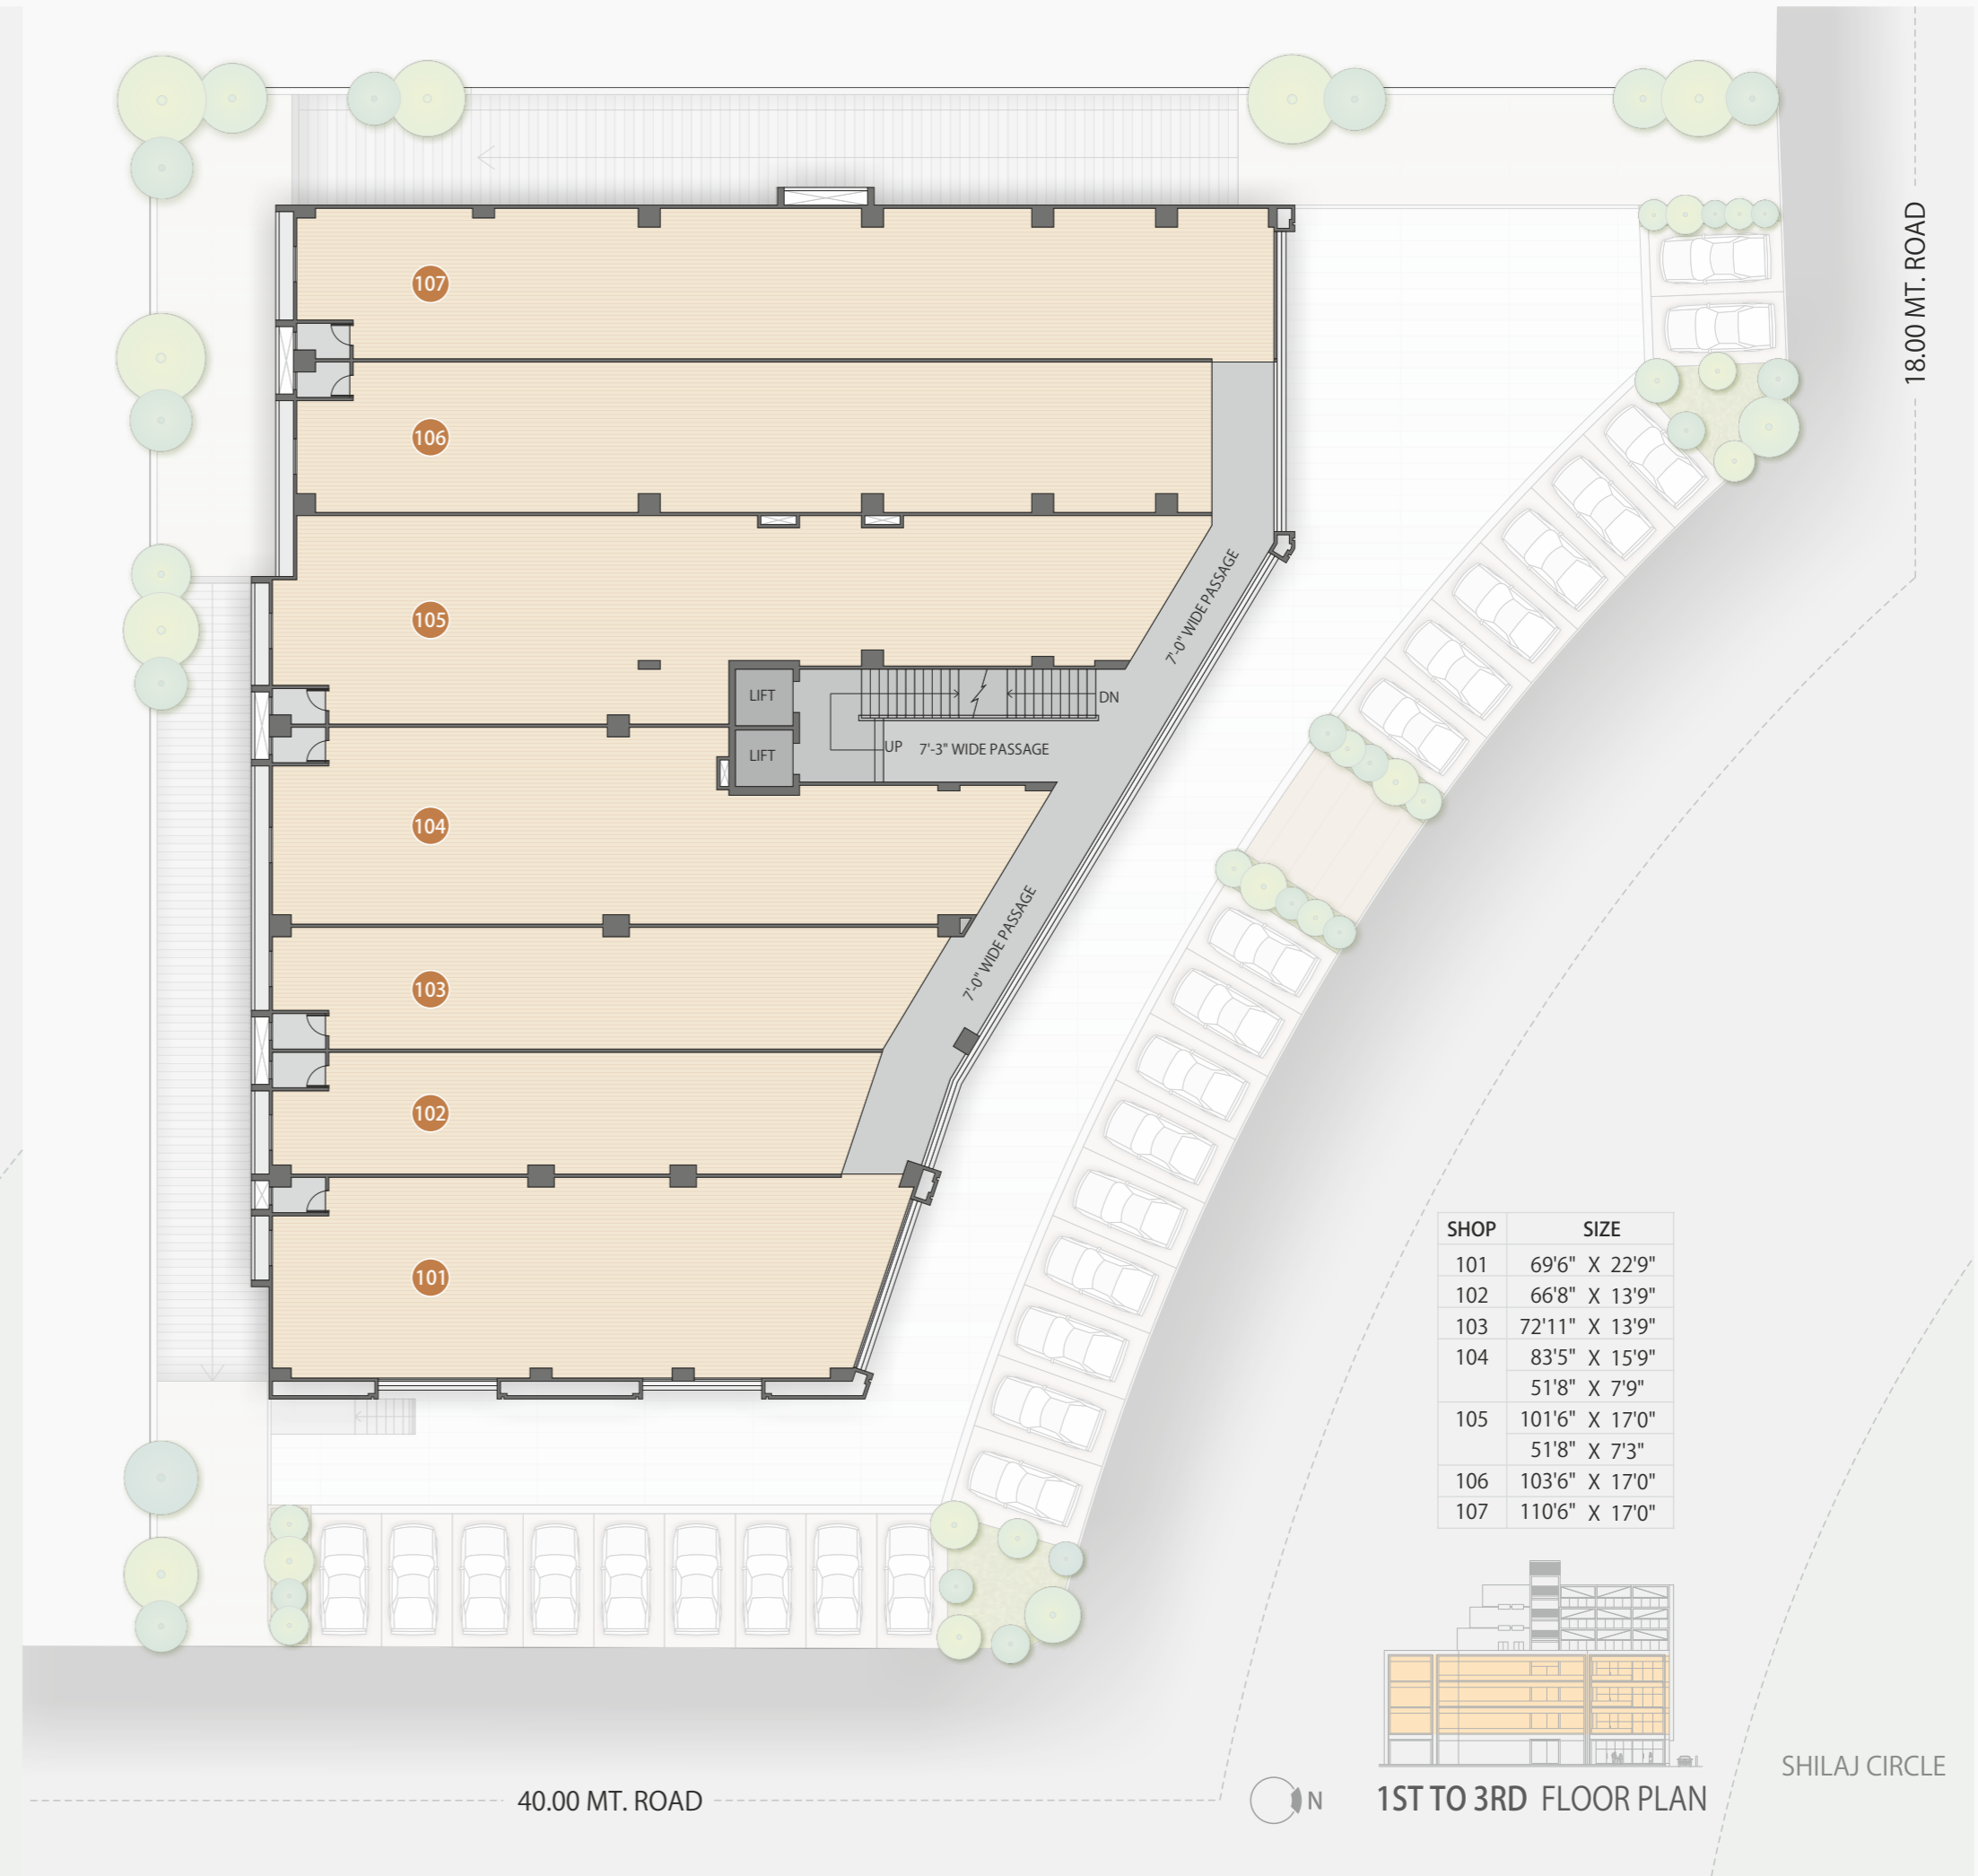 18.00 MT. ROAD
107
106
105
7'-0" WIDE PASSAGE
LIFT
DN
LIFT
UP
7'-3" WIDE PASSAGE
104
7'-0" WIDE PASSAGE
103
102
101
SHOP SIZE
101 69'6" X 22'9"
102 66'8" X 13'9"
103 72'11" X 13'9"
104 83'5" X 15'9"
51'8" X 7'9"
105 101'6" X 17'0"
51'8" X 7'3"
106 103'6" X 17'0"
107 110'6" X 17'0"
SHILAJ CIRCLE
40.00 MT. ROAD
N
1ST TO 3RD FLOOR PLAN